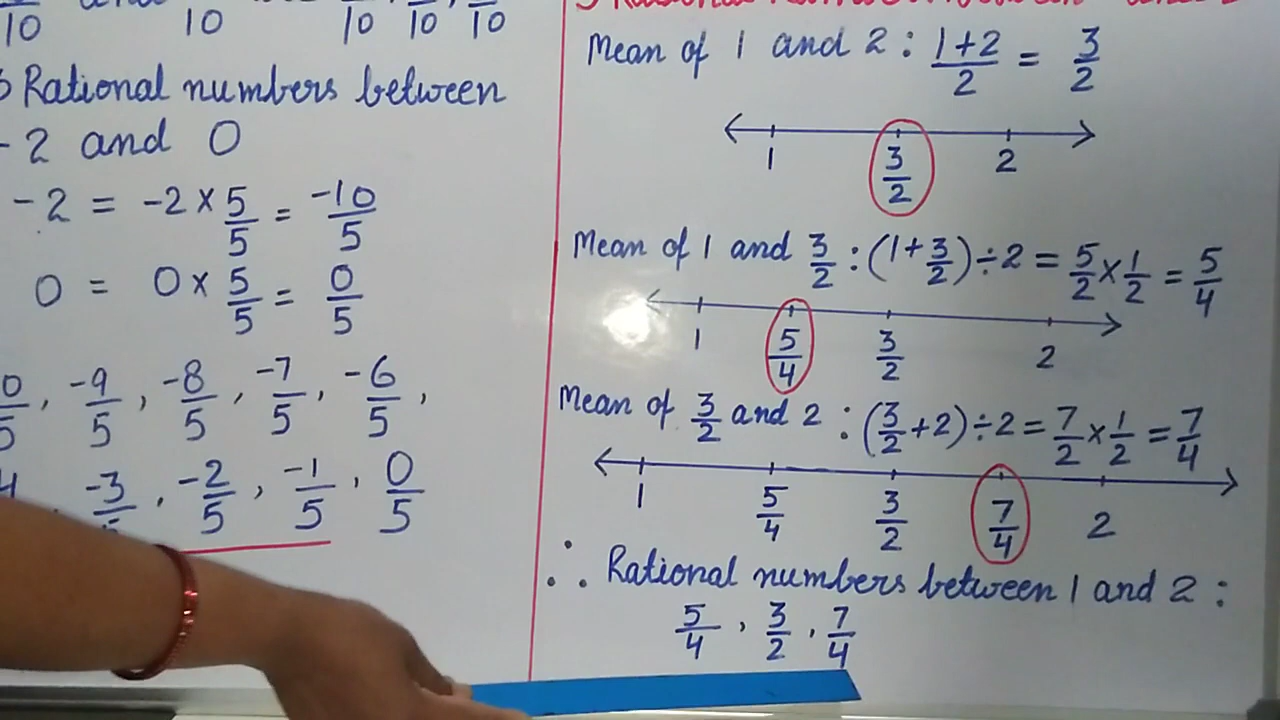 10 10 10 10 10
Rational numbers between
-2 and 0
-2 = -2 × 5/5 = -10/5
0 = 0 × 5/5 = 0/5
, -9/5, -8/5, -7/5, -6/5,
-3, -2/5, -1/5, 0/5
Mean of 1 and 2 : (1+2)/2 = 3/2
1 3/2 2
Mean of 1 and 3/2 : (1+3/2)÷2 = 5/2 × 1/2 = 5/4
1 5/4 3/2 2
Mean of 3/2 and 2 : (3/2+2)÷2 = 7/2 × 1/2 = 7/4
1 5/4 3/2 7/4 2
∴ Rational numbers between 1 and 2 :
5/4, 3/2, 7/4